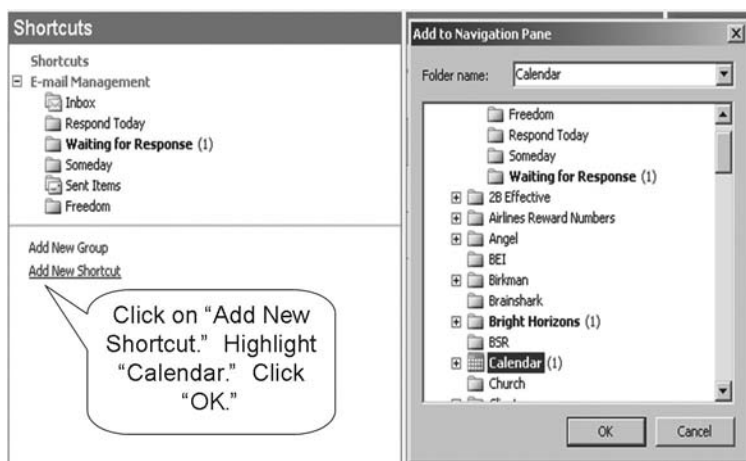 Shortcuts
Shortcuts
E-mail Management
Inbox
Respond Today
Waiting for Response (1)
Someday
Sent Items
Freedom
Add New Group
Add New Shortcut
Click on “Add New
Shortcut.” Highlight
“Calendar.” Click
“OK.”
Add to Navigation Pane
Folder name: Calendar
Freedom
Respond Today
Someday
Waiting for Response (1)
2B Effective
Airlines Reward Numbers
Angel
BEI
Birkman
Brainshark
Bright Horizons (1)
BSR
Calendar (1)
Church
OK Cancel